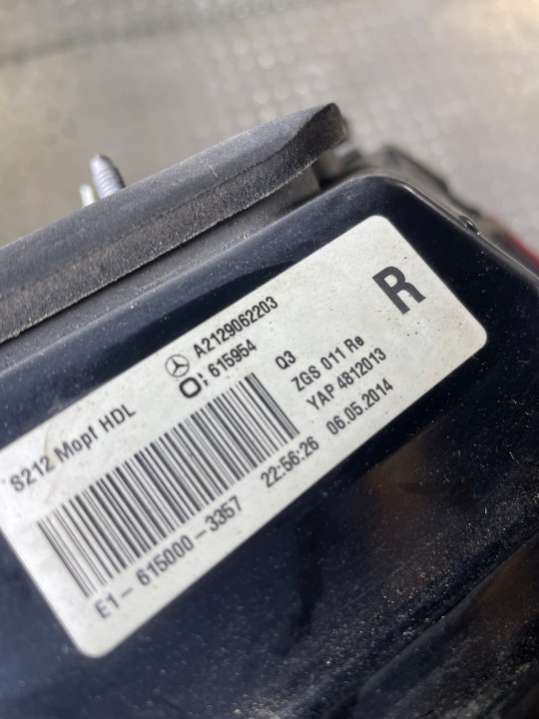 A2129062203
615954
R
S212 Mopf HDL
Q3
ZGS 011 Re
YAP 4812013
E1-615000-3357 22:56:26 06.05.2014